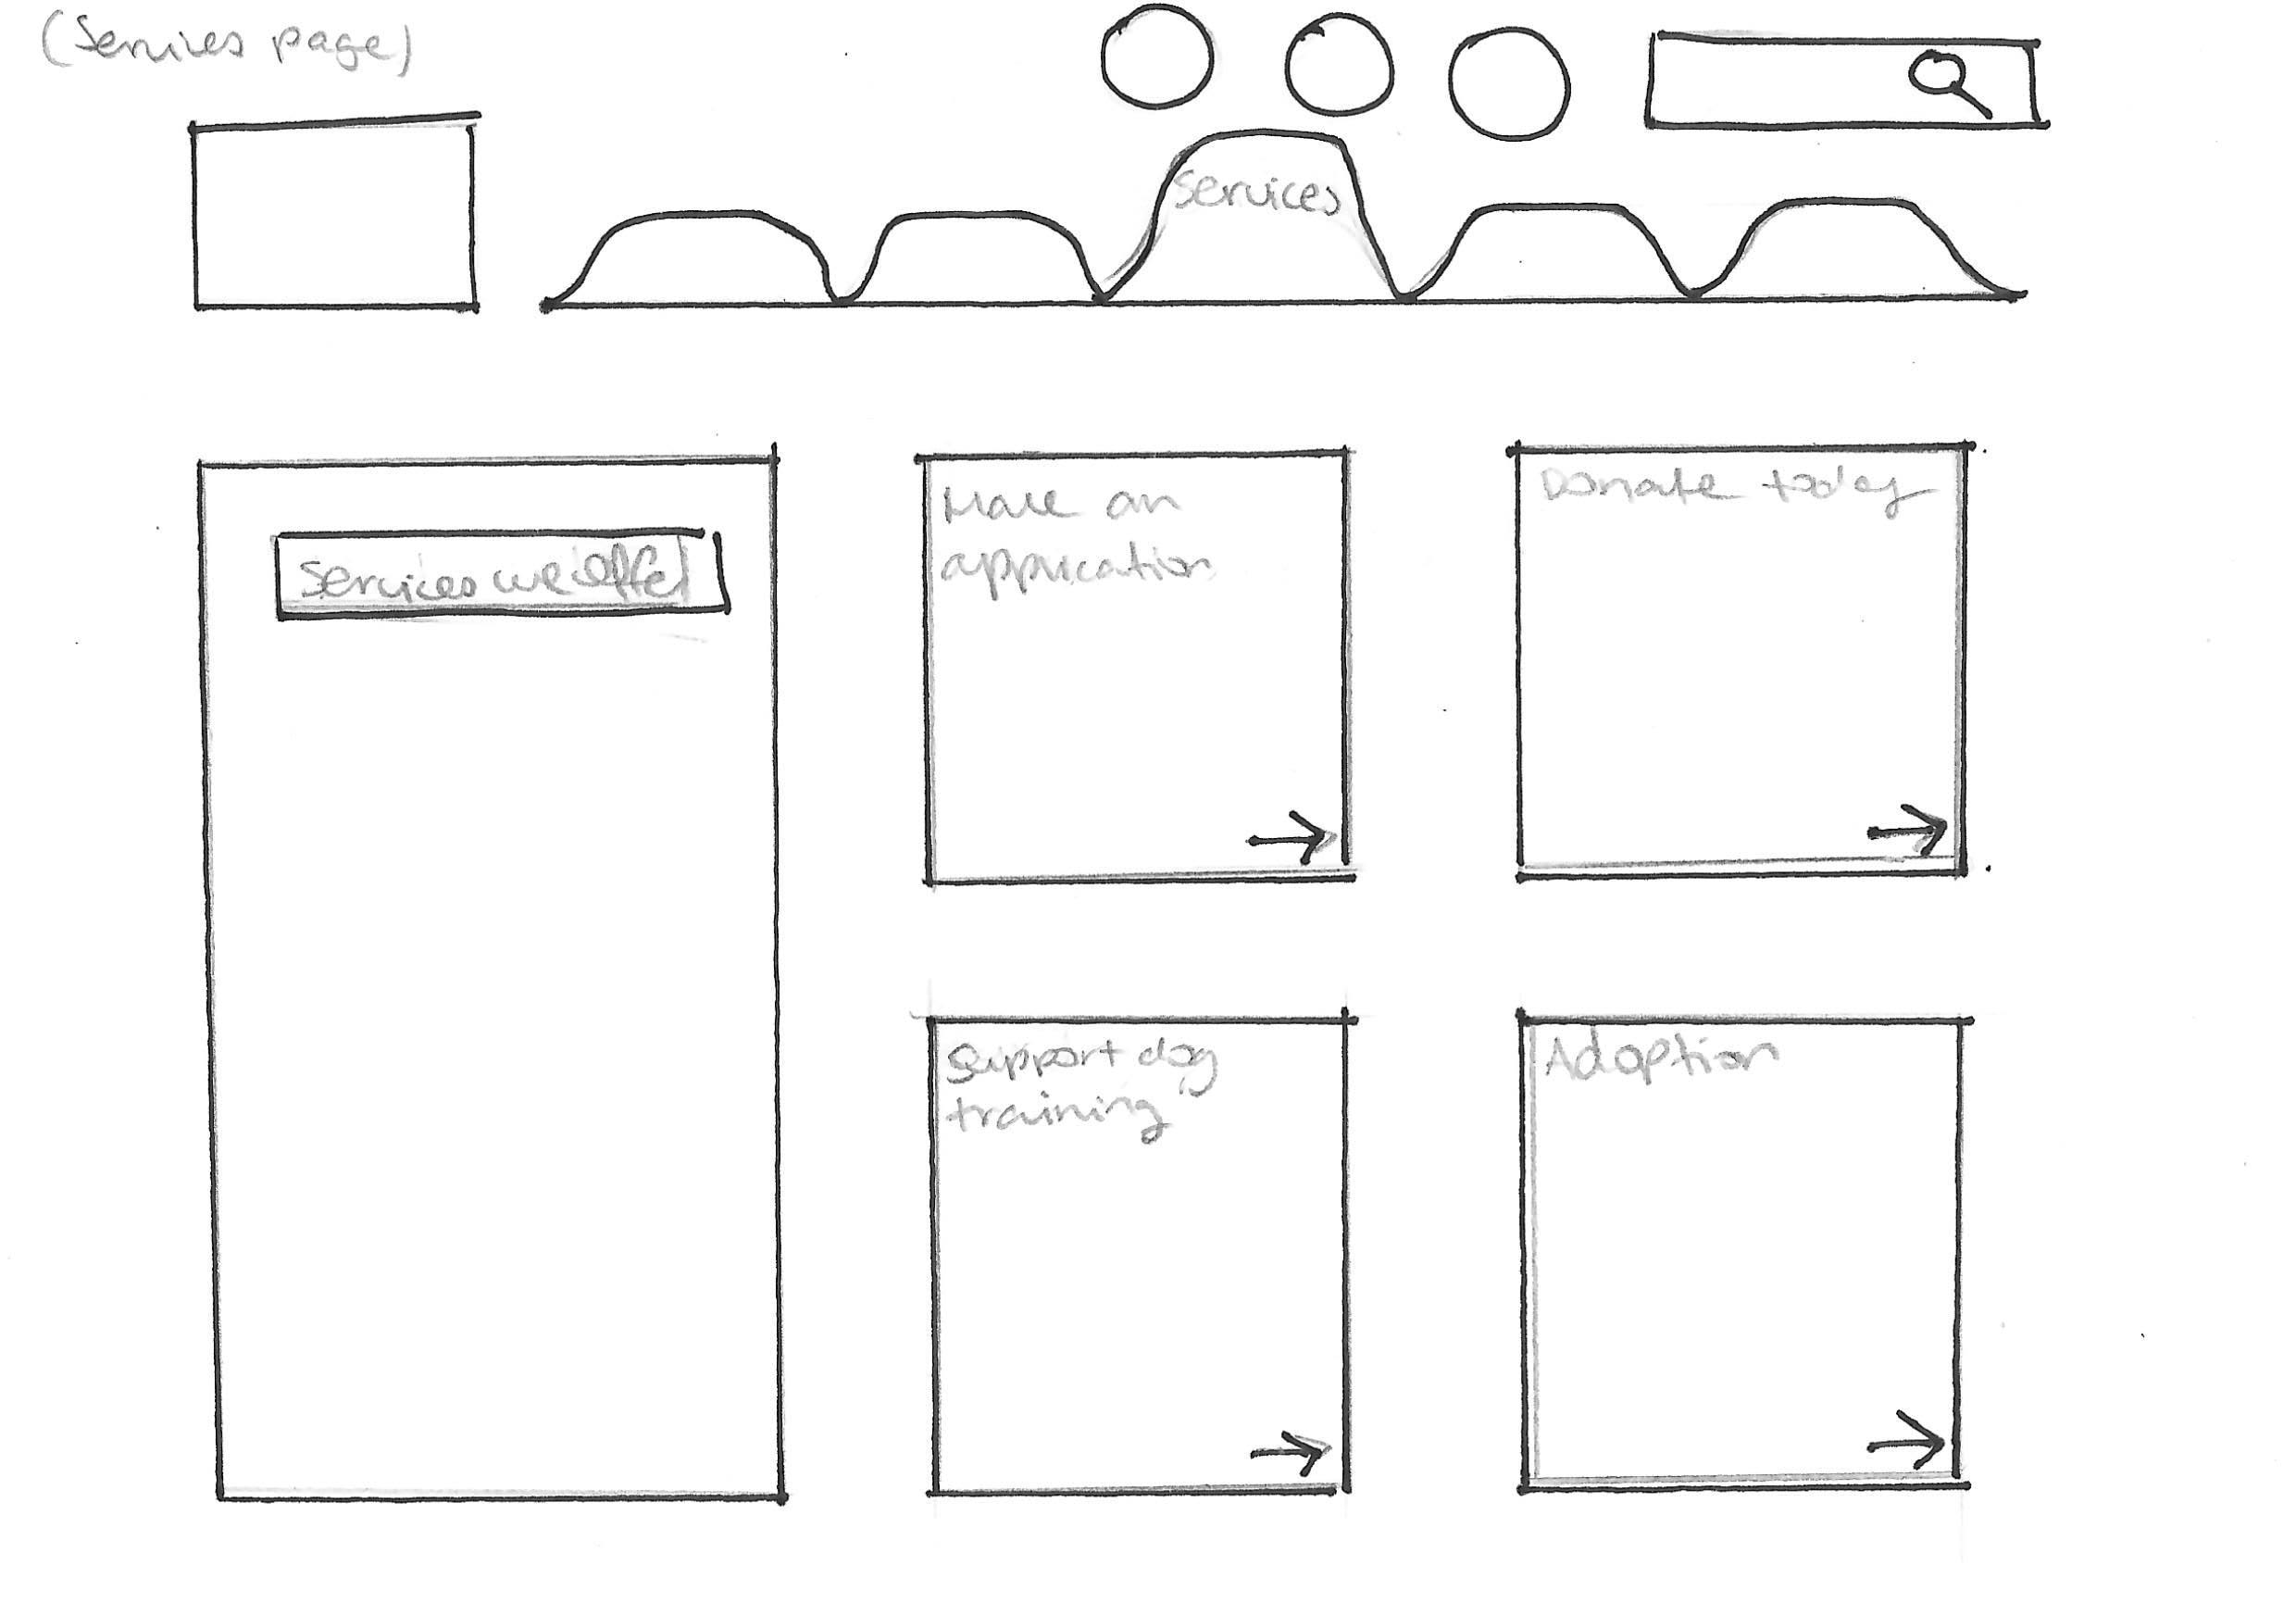 (Services page)
Services
Services we offer
Make an
application
Donate today
Support dog
training
Adoption